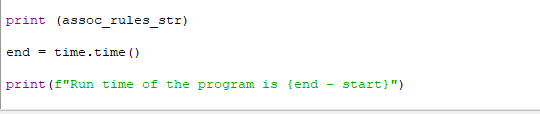 print (assoc_rules_str)
end = time.time()
print(f"Run time of the program is {end - start}")